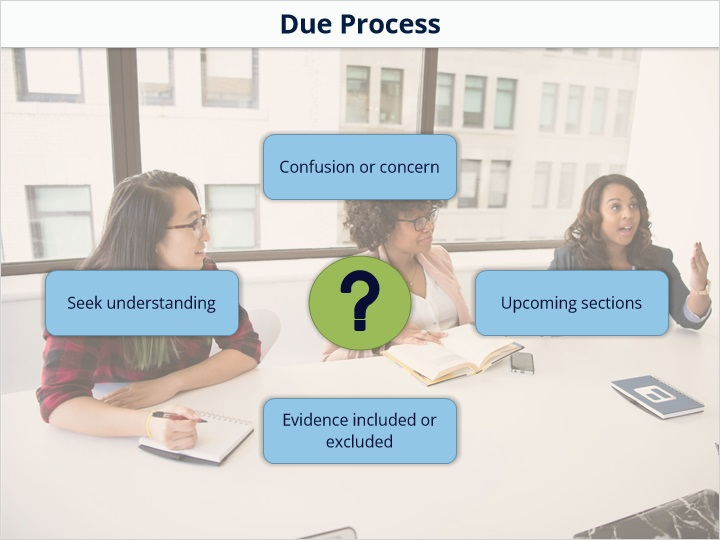 Due Process
Confusion or concern
Seek understanding
?
Upcoming sections
Evidence included or
excluded